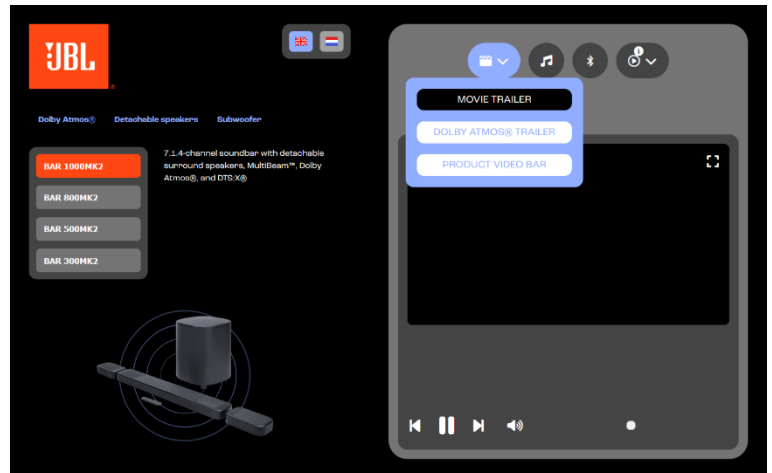 JBL
Dolby Atmos® Detachable speakers Subwoofer
BAR 1000MK2
BAR 800MK2
BAR 500MK2
BAR 300MK2
7.1.4-channel soundbar with detachable
surround speakers, MultiBeam™, Dolby
Atmos®, and DTS:X®
MOVIE TRAILER
DOLBY ATMOS® TRAILER
PRODUCT VIDEO BAR